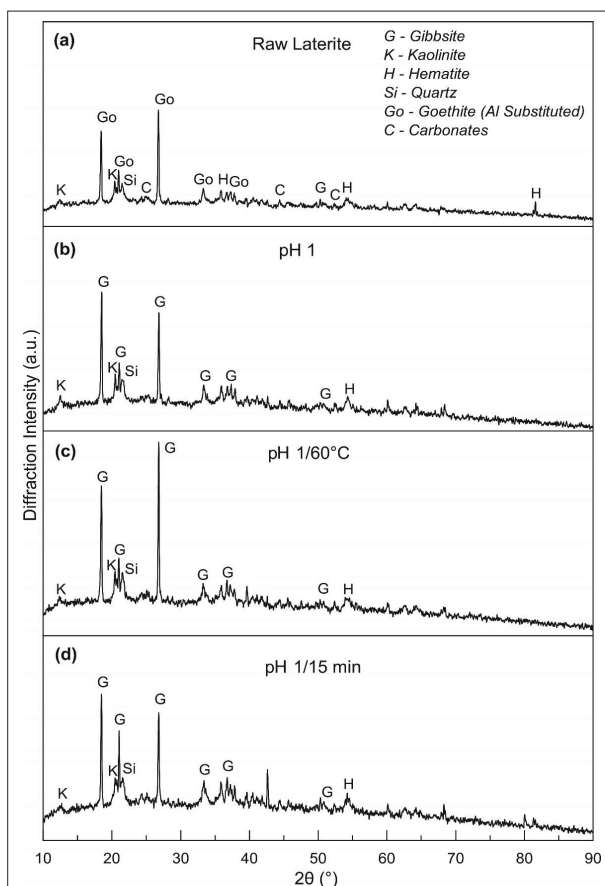 (a)
Raw Laterite
G - Gibbsite
K - Kaolinite
H - Hematite
Si - Quartz
Go - Goethite (Al Substituted)
C - Carbonates
Go
Go
K
K
Go
Si
C
Go
H
Go
C
G
C
H
H
(b)
pH 1
G
G
K
K
G
Si
G
G
G
H
(c)
pH 1/60°C
G
G
K
K
G
Si
G
G
G
H
(d)
pH 1/15 min
G
G
K
K
G
Si
G
G
G
H
Diffraction Intensity (a.u.)
10 20 30 40 50 60 70 80 90
2θ (°)